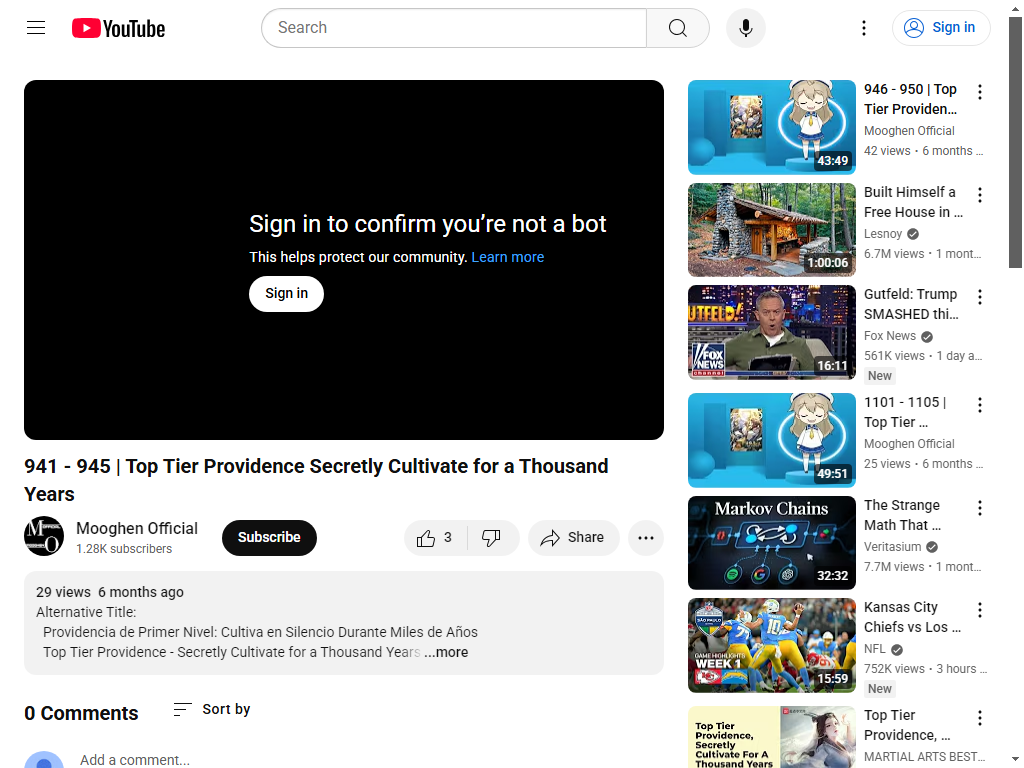 YouTube
Search
Sign in
Sign in to confirm you’re not a bot
This helps protect our community. Learn more
Sign in
941 - 945 | Top Tier Providence Secretly Cultivate for a Thousand
Years
Mooghen Official
1.28K subscribers
Subscribe
3
Share
29 views 6 months ago
Alternative Title:
Providencia de Primer Nivel: Cultiva en Silencio Durante Miles de Años
Top Tier Providence - Secretly Cultivate for a Thousand Years ...more
0 Comments
Sort by
Add a comment...
43:49
946 - 950 | Top
Tier Providen...
Mooghen Official
42 views • 6 months ...
1:00:06
Built Himself a
Free House in ...
Lesnoy
6.7M views • 1 mont...
FOX
NEWS
channel
16:11
Gutfeld: Trump
SMASHED thi...
Fox News
561K views • 1 day a...
New
49:51
1101 - 1105 |
Top Tier ...
Mooghen Official
25 views • 6 months ...
Markov Chains
32:32
The Strange
Math That ...
Veritasium
7.7M views • 1 mont...
GAME HIGHLIGHTS
WEEK 1
15:59
Kansas City
Chiefs vs Los ...
NFL
752K views • 3 hours ...
New
Top Tier
Providence,
Secretly
Cultivate For A
Thousand Years
Top Tier
Providence, ...
MARTIAL ARTS BEST...